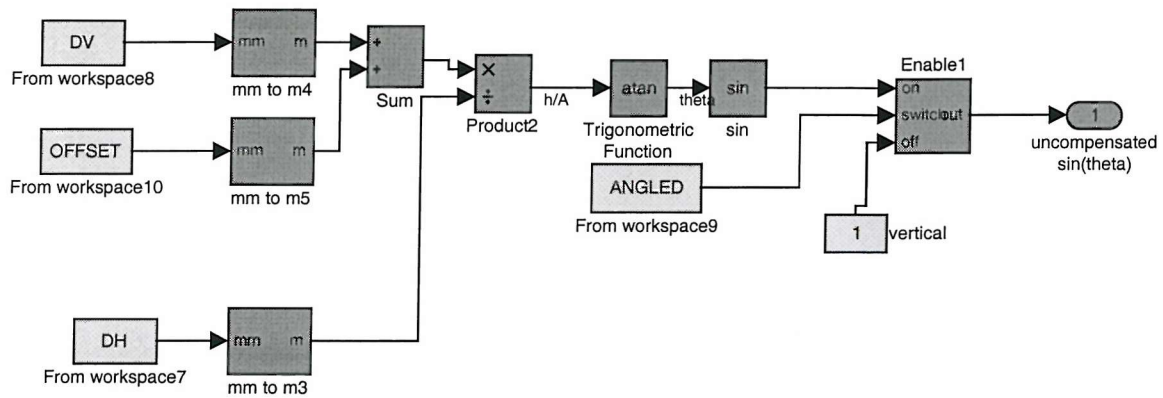 DV
From workspace8
mm m
mm to m4
+
+
Sum
OFFSET
From workspace10
mm m
mm to m5
×
÷
Product2
h/A
atan
Trigonometric
Function
theta
sin
sin
ANGLED
From workspace9
Enable1
on
switch out
off
1
vertical
1
uncompensated
sin(theta)
DH
From workspace7
mm m
mm to m3